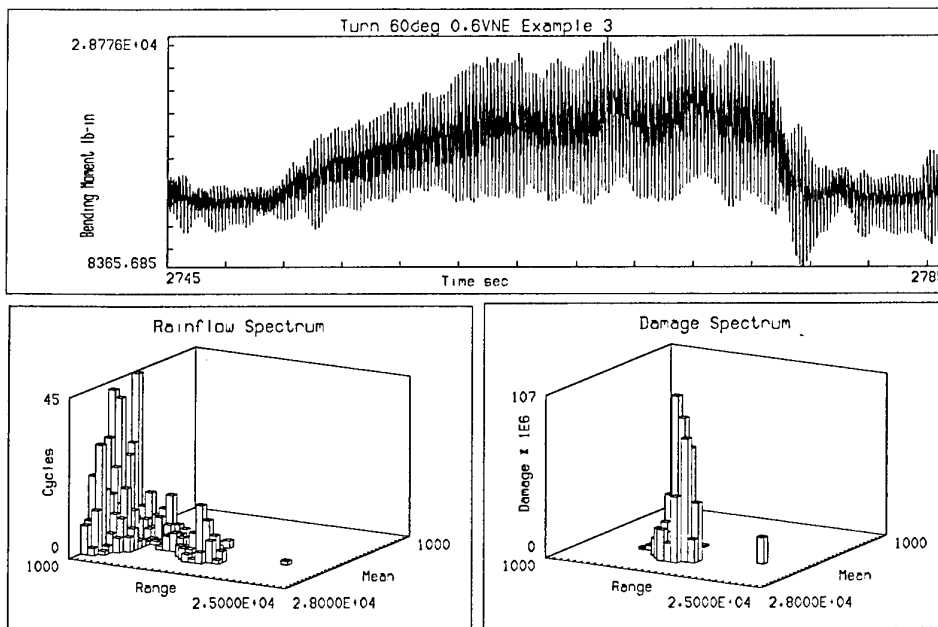 Turn 60deg 0.6VNE Example 3
2.8776E+04
Bending Moment lb-in
8365.685
2745
Time sec
2785
Rainflow Spectrum
45
Cycles
0
1000
Range
2.5000E+04
2.8000E+04
Mean
1000
Damage Spectrum
107
Damage * 1E6
0
1000
Range
2.5000E+04
2.8000E+04
Mean
1000